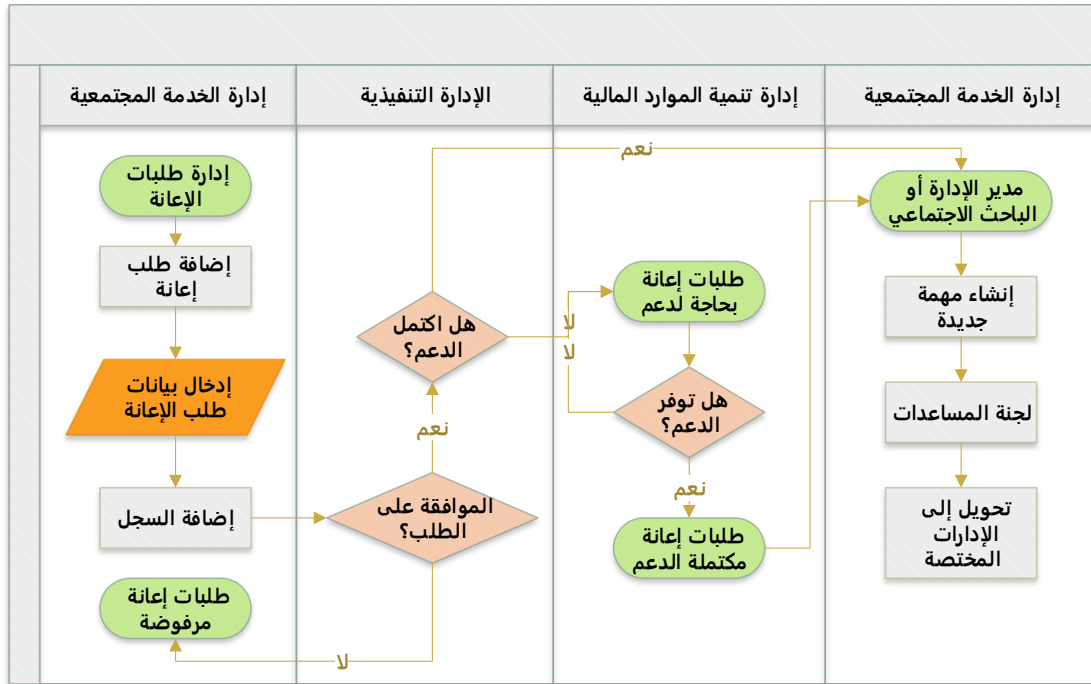 إدارة الخدمة المجتمعية
الإدارة التنفيذية
إدارة تنمية الموارد المالية
إدارة الخدمة المجتمعية
إدارة طلبات
الإعانة
إضافة طلب
إعانة
إدخال بيانات
طلب الإعانة
إضافة السجل
طلبات إعانة
مرفوضة
نعم
هل اكتمل
الدعم؟
نعم
الموافقة على
الطلب؟
لا
لا
لا
طلبات إعانة
بحاجة لدعم
هل توفر
الدعم؟
نعم
طلبات إعانة
مكتملة الدعم
مدير الإدارة أو
الباحث الاجتماعي
إنشاء مهمة
جديدة
لجنة المساعدات
تحويل إلى
الإدارات
المختصة